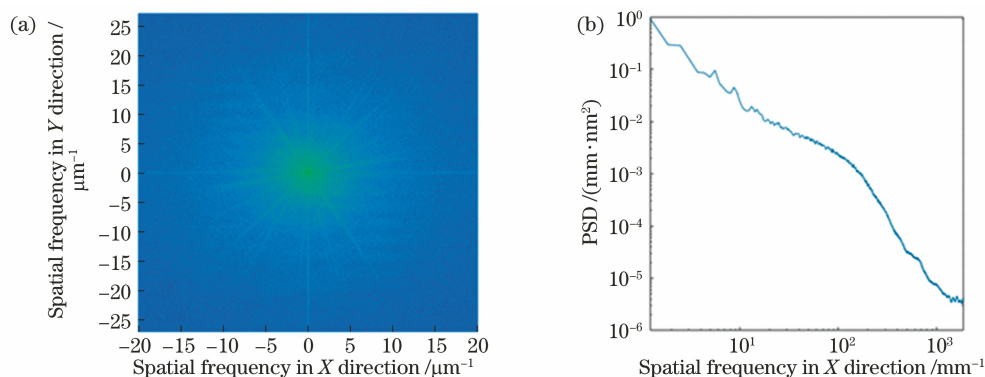 (a)
Spatial frequency in Y direction /
μm⁻¹
25
20
15
10
5
0
−5
−10
−15
−20
−25
−20 −15 −10 −5 0 5 10 15 20
Spatial frequency in X direction /μm⁻¹
(b)
PSD /(mm·nm²)
10⁰
10⁻¹
10⁻²
10⁻³
10⁻⁴
10⁻⁵
10⁻⁶
10¹ 10² 10³
Spatial frequency in X direction /mm⁻¹